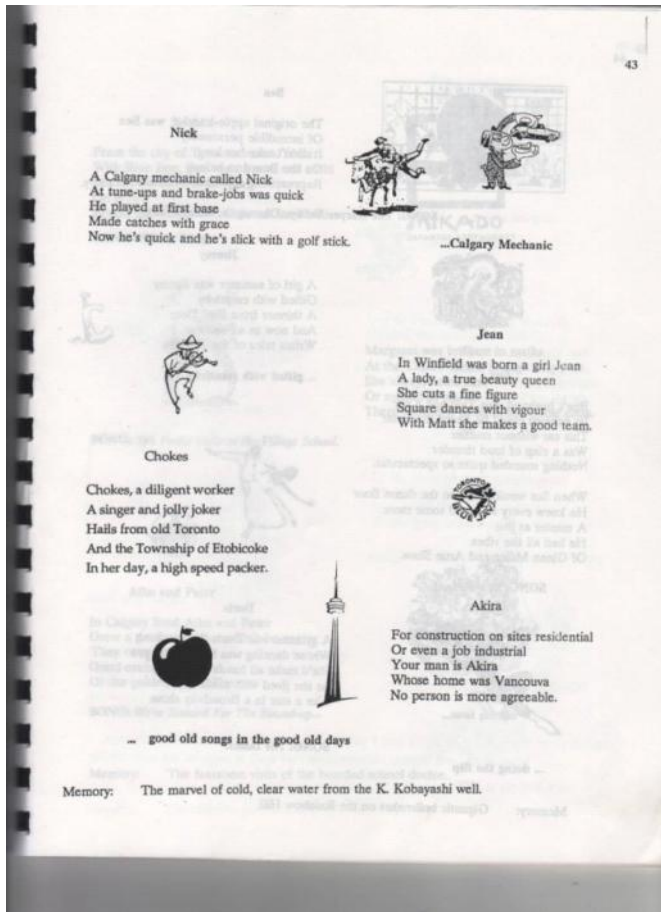 43
Nick
A Calgary mechanic called Nick
At tune-ups and brake-jobs was quick
He played at first base
Made catches with grace
Now he's quick and he's slick with a golf stick.
...Calgary Mechanic
Jean
In Winfield was born a girl Jean
A lady, a true beauty queen
She cuts a fine figure
Square dances with vigour
With Matt she makes a good team.
Chokes
Chokes, a diligent worker
A singer and jolly joker
Hails from old Toronto
And the Township of Etobicoke
In her day, a high speed packer.
TORONTO
BLUE JAYS
Akira
For construction on sites residential
Or even a job industrial
Your man is Akira
Whose home was Vancouva
No person is more agreeable.
... good old songs in the good old days
Memory: The marvel of cold, clear water from the K. Kobayashi well.